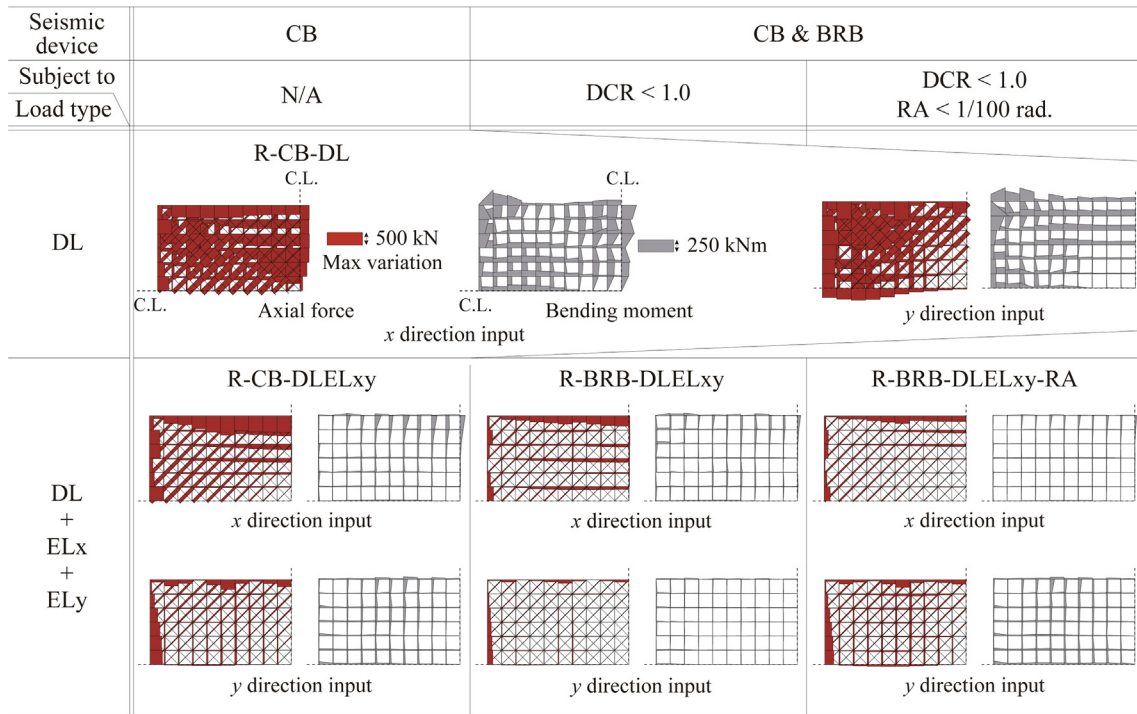 Seismic
device
CB
CB & BRB
Subject to
Load type
N/A
DCR < 1.0
DCR < 1.0
RA < 1/100 rad.
DL
R-CB-DL
C.L.
C.L.
500 kN
Max variation
250 kNm
C.L.
Axial force
C.L.
Bending moment
x direction input
y direction input
DL
+
ELx
+
ELy
R-CB-DLELxy
R-BRB-DLELxy
R-BRB-DLELxy-RA
x direction input
x direction input
x direction input
y direction input
y direction input
y direction input